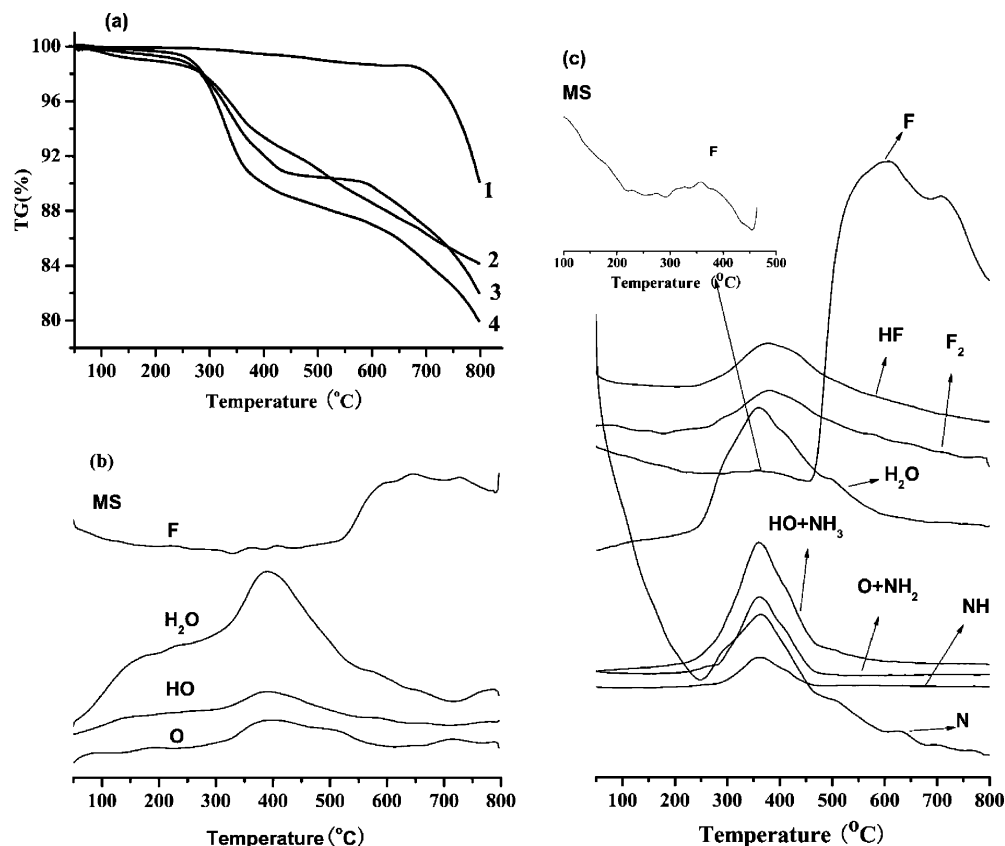 (a)
100
96
92
88
84
80
TG(%)
1
2
3
4
100 200 300 400 500 600 700 800
Temperature (°C)
(b)
MS
F
H₂O
HO
O
100 200 300 400 500 600 700 800
Temperature (°C)
(c)
MS
F
100 200 300 400 500
Temperature (°C)
F
HF
F₂
H₂O
HO+NH₃
O+NH₂
NH
N
100 200 300 400 500 600 700 800
Temperature (°C)